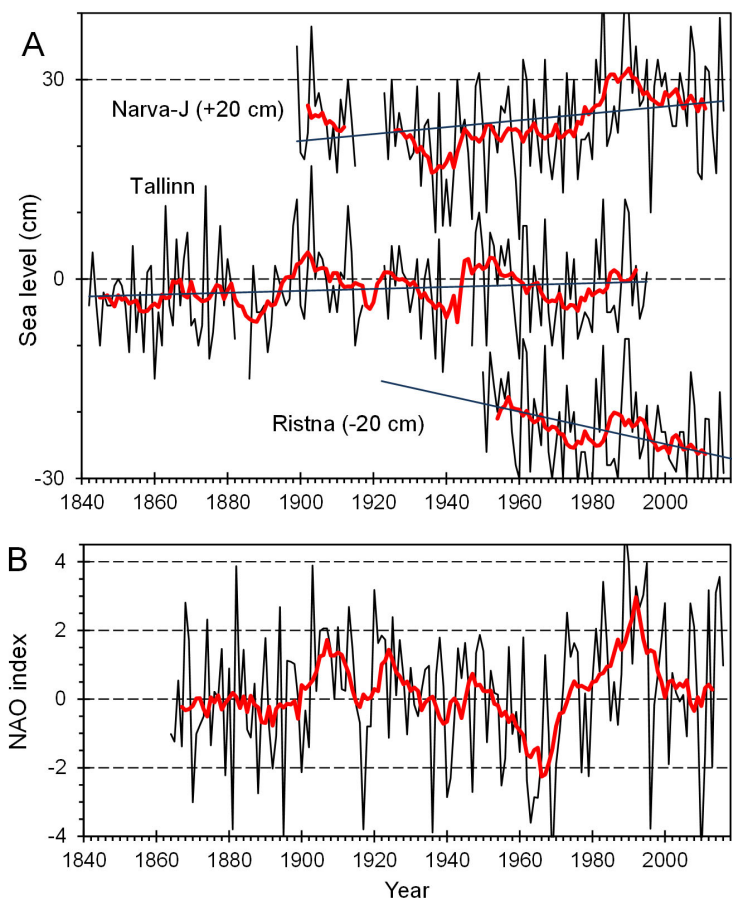 A
30
Narva-J (+20 cm)
Tallinn
0
Sea level (cm)
Ristna (-20 cm)
-30
1840 1860 1880 1900 1920 1940 1960 1980 2000
B
4
2
0
-2
-4
NAO index
1840 1860 1880 1900 1920 1940 1960 1980 2000
Year